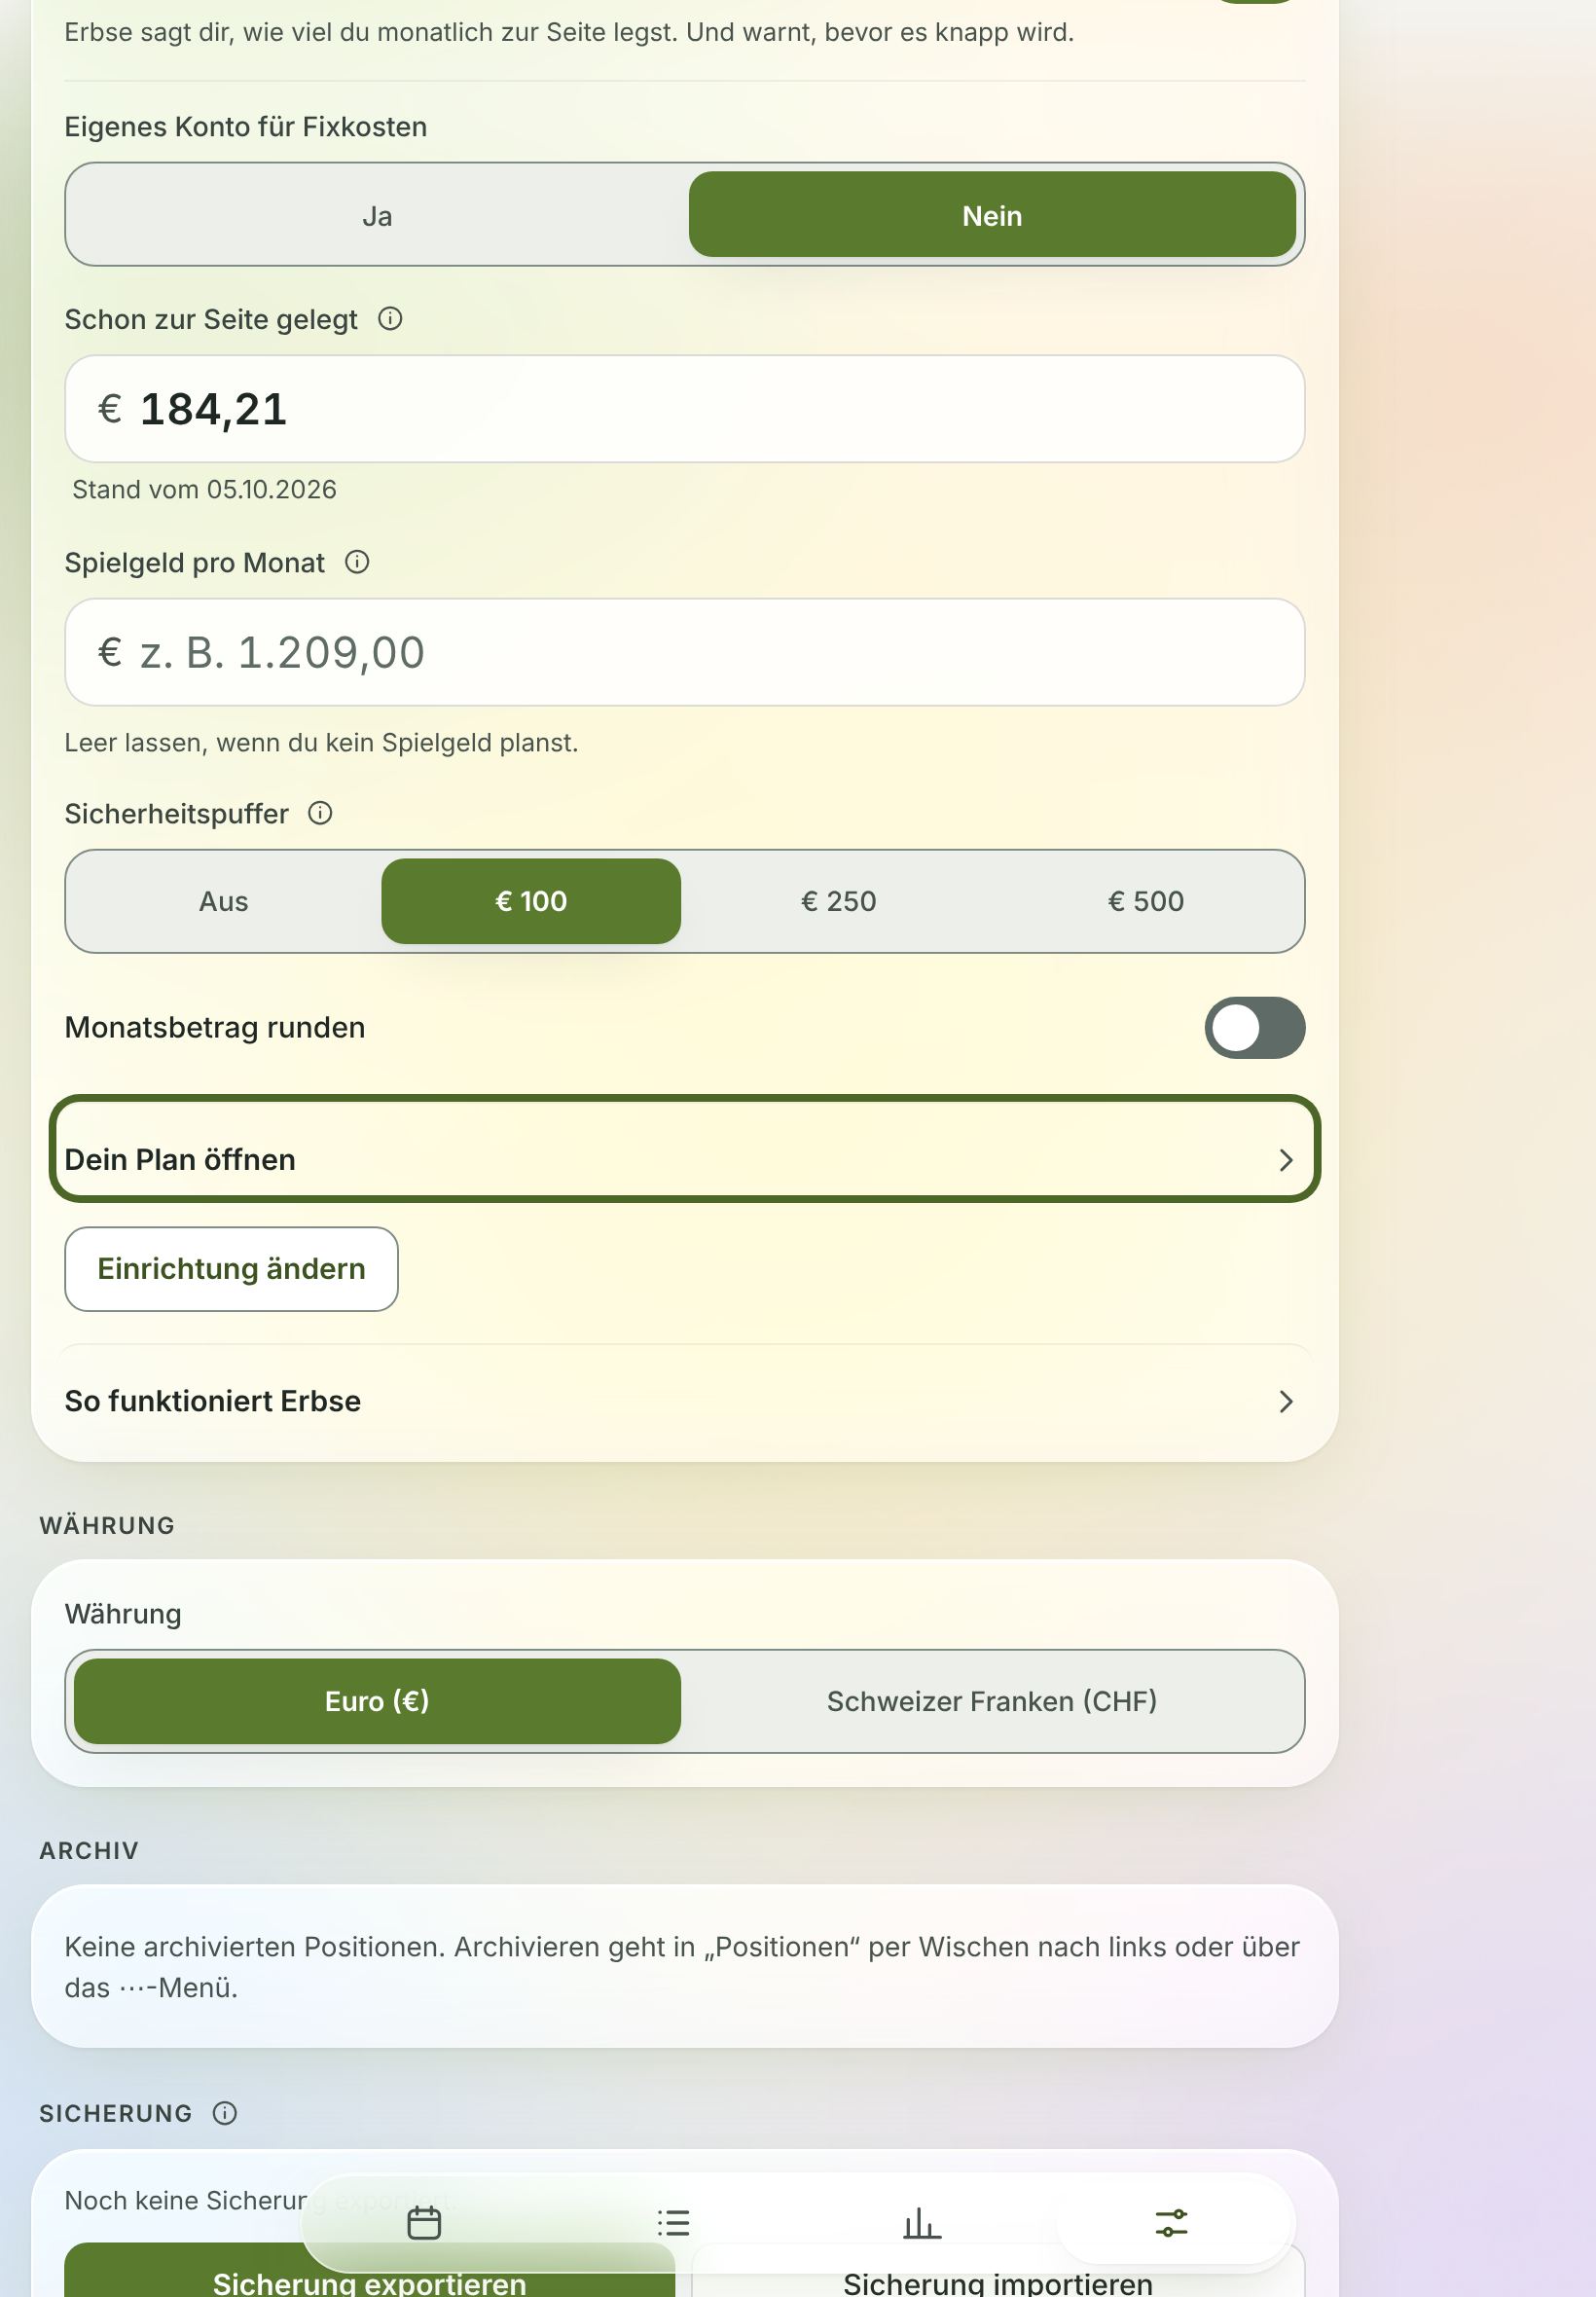 Erbse sagt dir, wie viel du monatlich zur Seite legst. Und warnt, bevor es knapp wird.
Eigenes Konto für Fixkosten
Ja
Nein
Schon zur Seite gelegt
€ 184,21
Stand vom 05.10.2026
Spielgeld pro Monat
€ z. B. 1.209,00
Leer lassen, wenn du kein Spielgeld planst.
Sicherheitspuffer
Aus
€ 100
€ 250
€ 500
Monatsbetrag runden
Dein Plan öffnen
Einrichtung ändern
So funktioniert Erbse
WÄHRUNG
Währung
Euro (€)
Schweizer Franken (CHF)
ARCHIV
Keine archivierten Positionen. Archivieren geht in „Positionen“ per Wischen nach links oder über
das ···-Menü.
SICHERUNG
Noch keine Sicherung exportiert.
Sicherung exportieren
Sicherung importieren